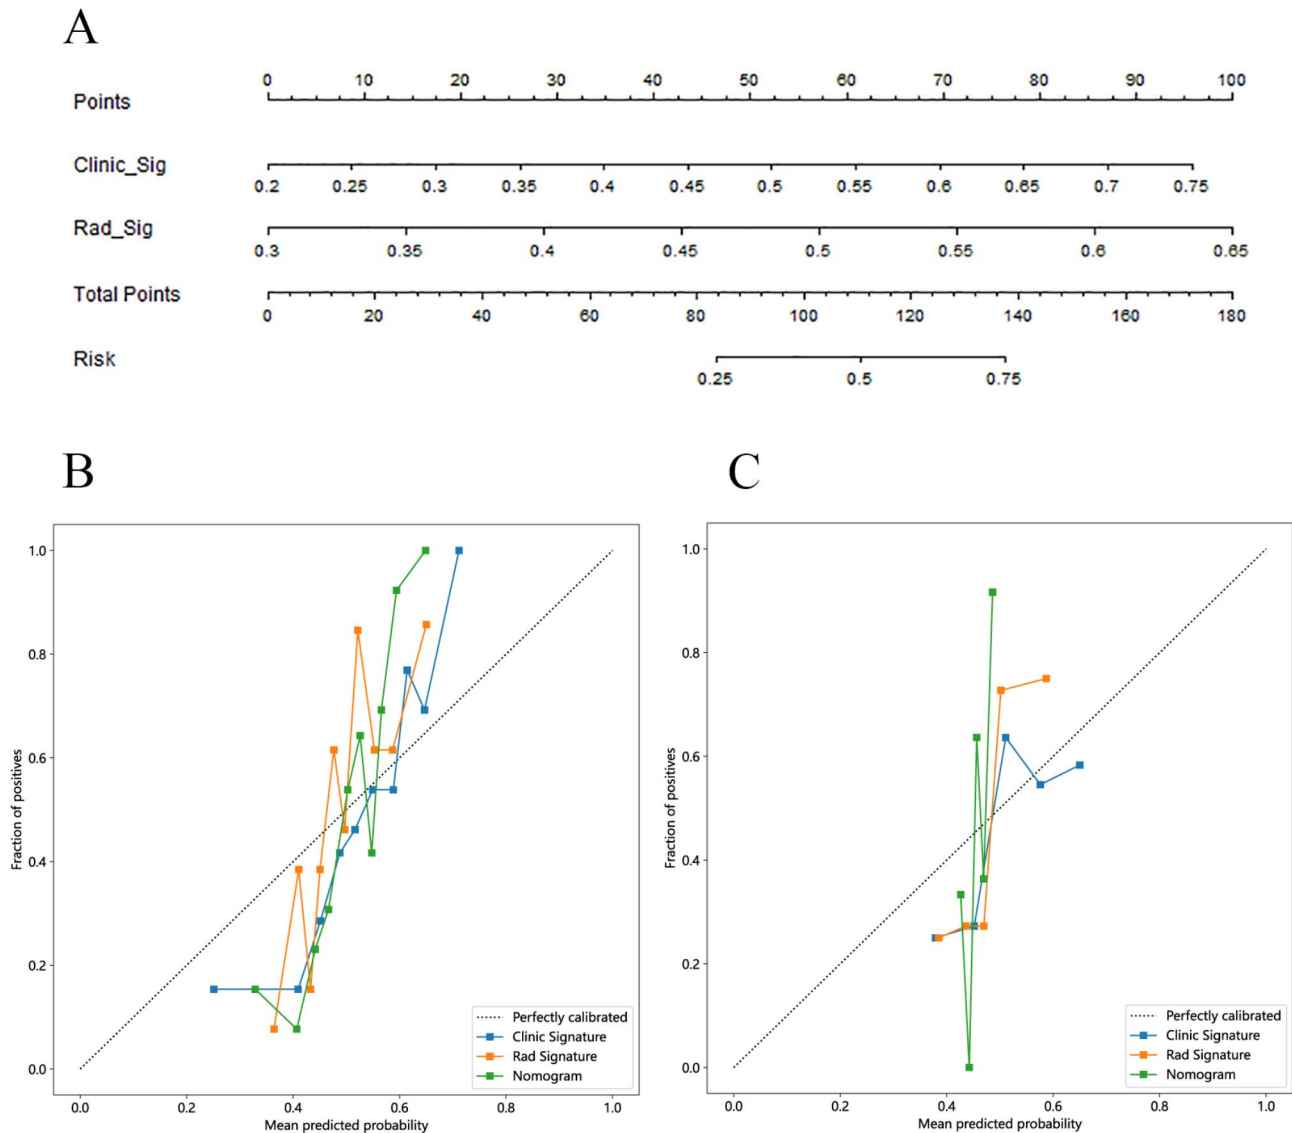 A
Points
0 10 20 30 40 50 60 70 80 90 100
Clinic_Sig
0.2 0.25 0.3 0.35 0.4 0.45 0.5 0.55 0.6 0.65 0.7 0.75
Rad_Sig
0.3 0.35 0.4 0.45 0.5 0.55 0.6 0.65
Total Points
0 20 40 60 80 100 120 140 160 180
Risk
0.25 0.5 0.75
B
Fraction of positives
1.0
0.8
0.6
0.4
0.2
0.0
0.0 0.2 0.4 0.6 0.8 1.0
Mean predicted probability
Perfectly calibrated
Clinic Signature
Rad Signature
Nomogram
C
Fraction of positives
1.0
0.8
0.6
0.4
0.2
0.0
0.0 0.2 0.4 0.6 0.8 1.0
Mean predicted probability
Perfectly calibrated
Clinic Signature
Rad Signature
Nomogram